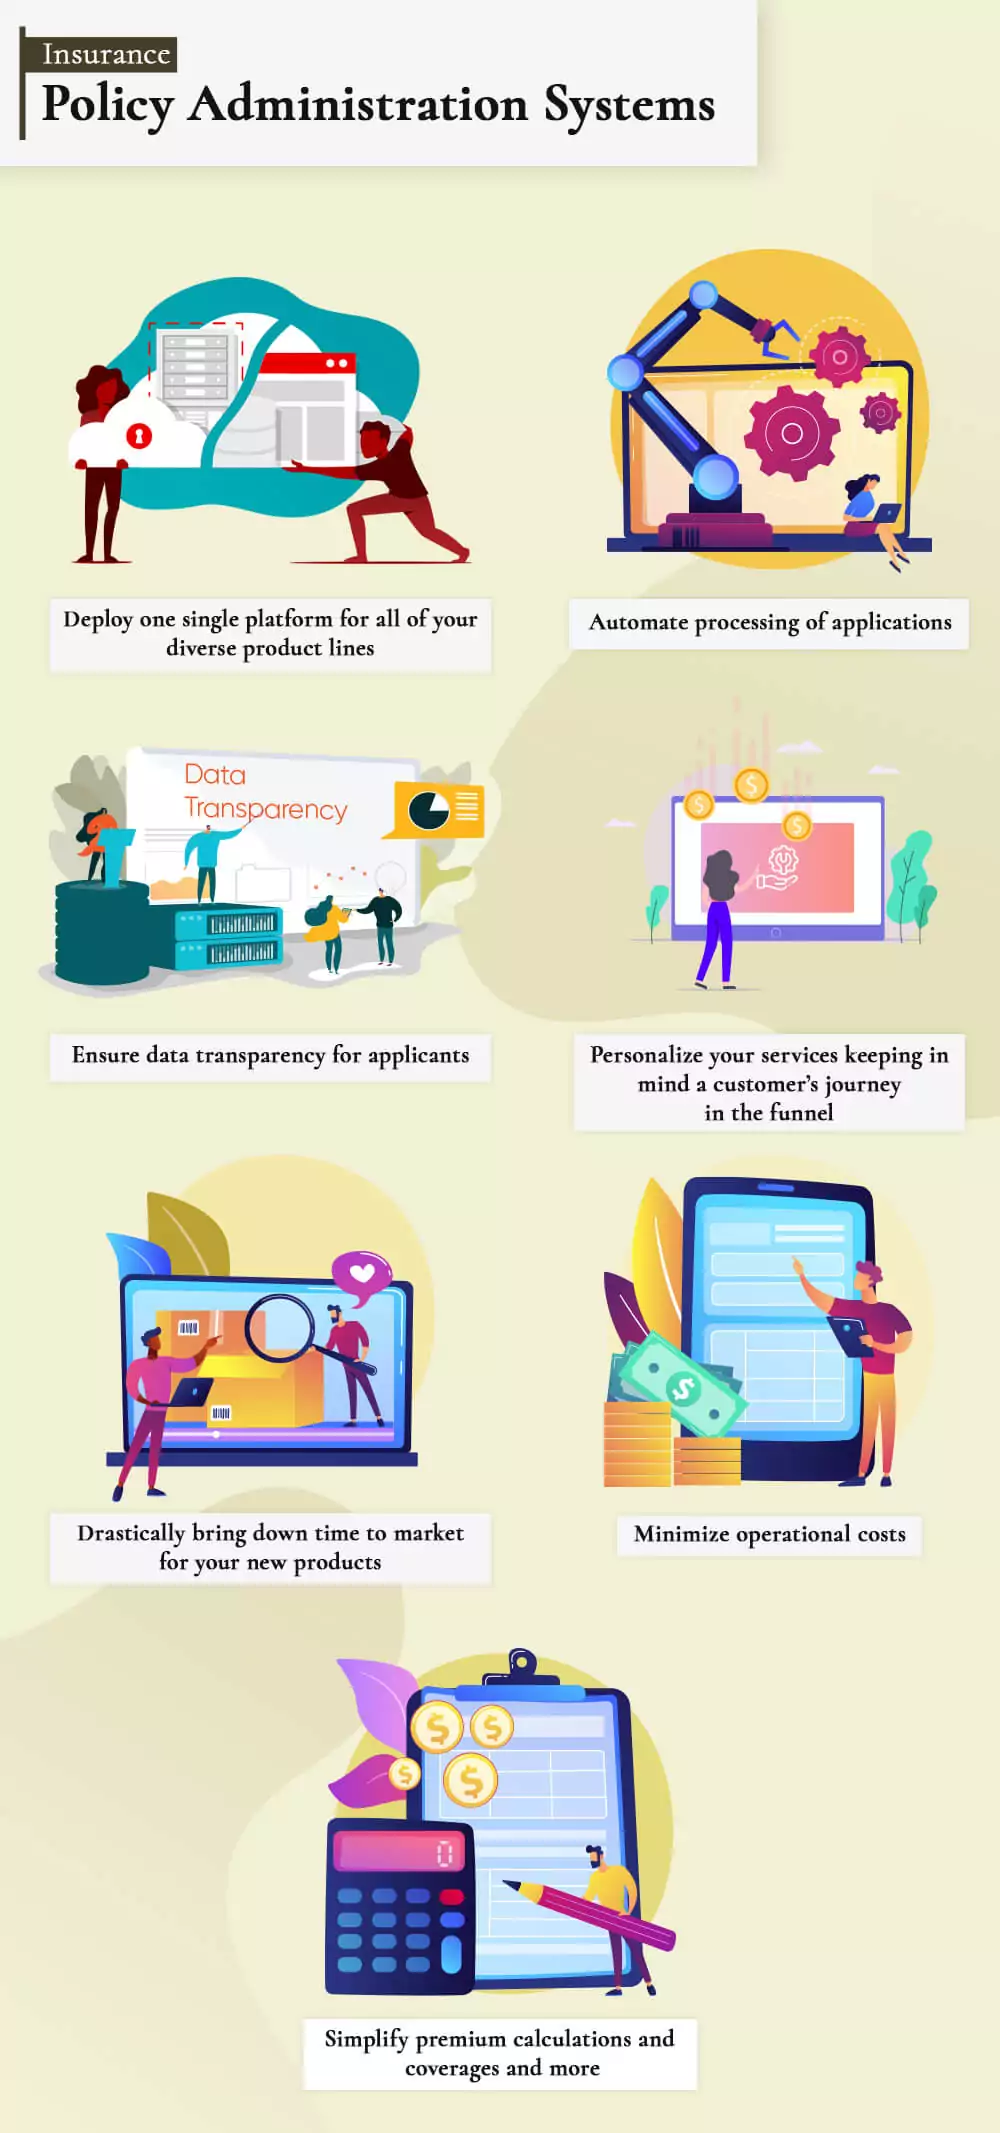 Insurance
Policy Administration Systems
Deploy one single platform for all of your
diverse product lines
Automate processing of applications
Data
Transparency
Ensure data transparency for applicants
$
$
$
Personalize your services keeping in
mind a customer's journey
in the funnel
Drastically bring down time to market
for your new products
$
Minimize operational costs
$
$
$
$
0
Simplify premium calculations and
coverages and more